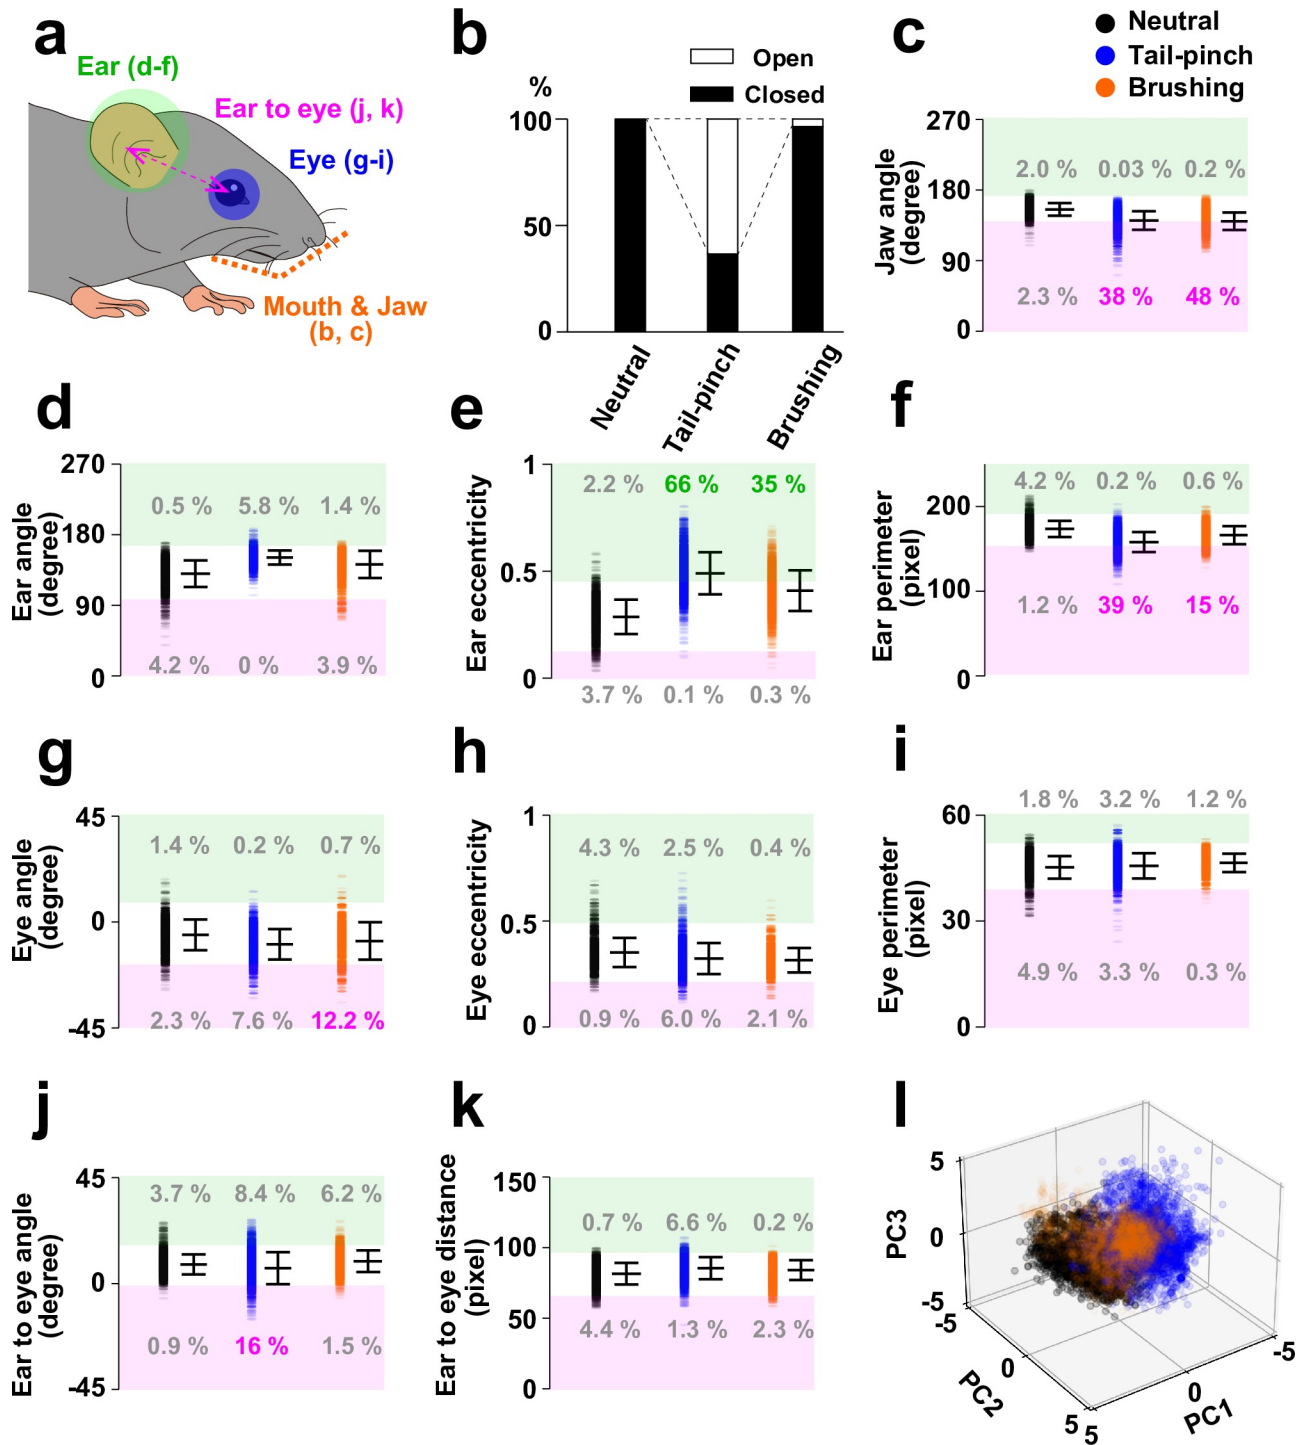 a
Ear (d-f)
Ear to eye (j, k)
Eye (g-i)
Mouth & Jaw
(b, c)
b
Open
Closed
%
100
50
0
Neutral
Tail-pinch
Brushing
c
Neutral
Tail-pinch
Brushing
Jaw angle
(degree)
270
180
90
0
2.0 % 0.03 % 0.2 %
2.3 % 38 % 48 %
d
Ear angle
(degree)
270
180
90
0
0.5 % 5.8 % 1.4 %
4.2 % 0 % 3.9 %
e
Ear eccentricity
1
0.5
0
2.2 % 66 % 35 %
3.7 % 0.1 % 0.3 %
f
Ear perimeter
(pixel)
200
100
0
4.2 % 0.2 % 0.6 %
1.2 % 39 % 15 %
g
Eye angle
(degree)
45
0
-45
1.4 % 0.2 % 0.7 %
2.3 % 7.6 % 12.2 %
h
Eye eccentricity
1
0.5
0
4.3 % 2.5 % 0.4 %
0.9 % 6.0 % 2.1 %
i
Eye perimeter
(pixel)
60
30
0
1.8 % 3.2 % 1.2 %
4.9 % 3.3 % 0.3 %
j
Ear to eye angle
(degree)
45
0
-45
3.7 % 8.4 % 6.2 %
0.9 % 16 % 1.5 %
k
Ear to eye distance
(pixel)
150
100
50
0
0.7 % 6.6 % 0.2 %
4.4 % 1.3 % 2.3 %
l
PC3
5
0
-5
-5
0
5
PC2
5
0
-5
PC1